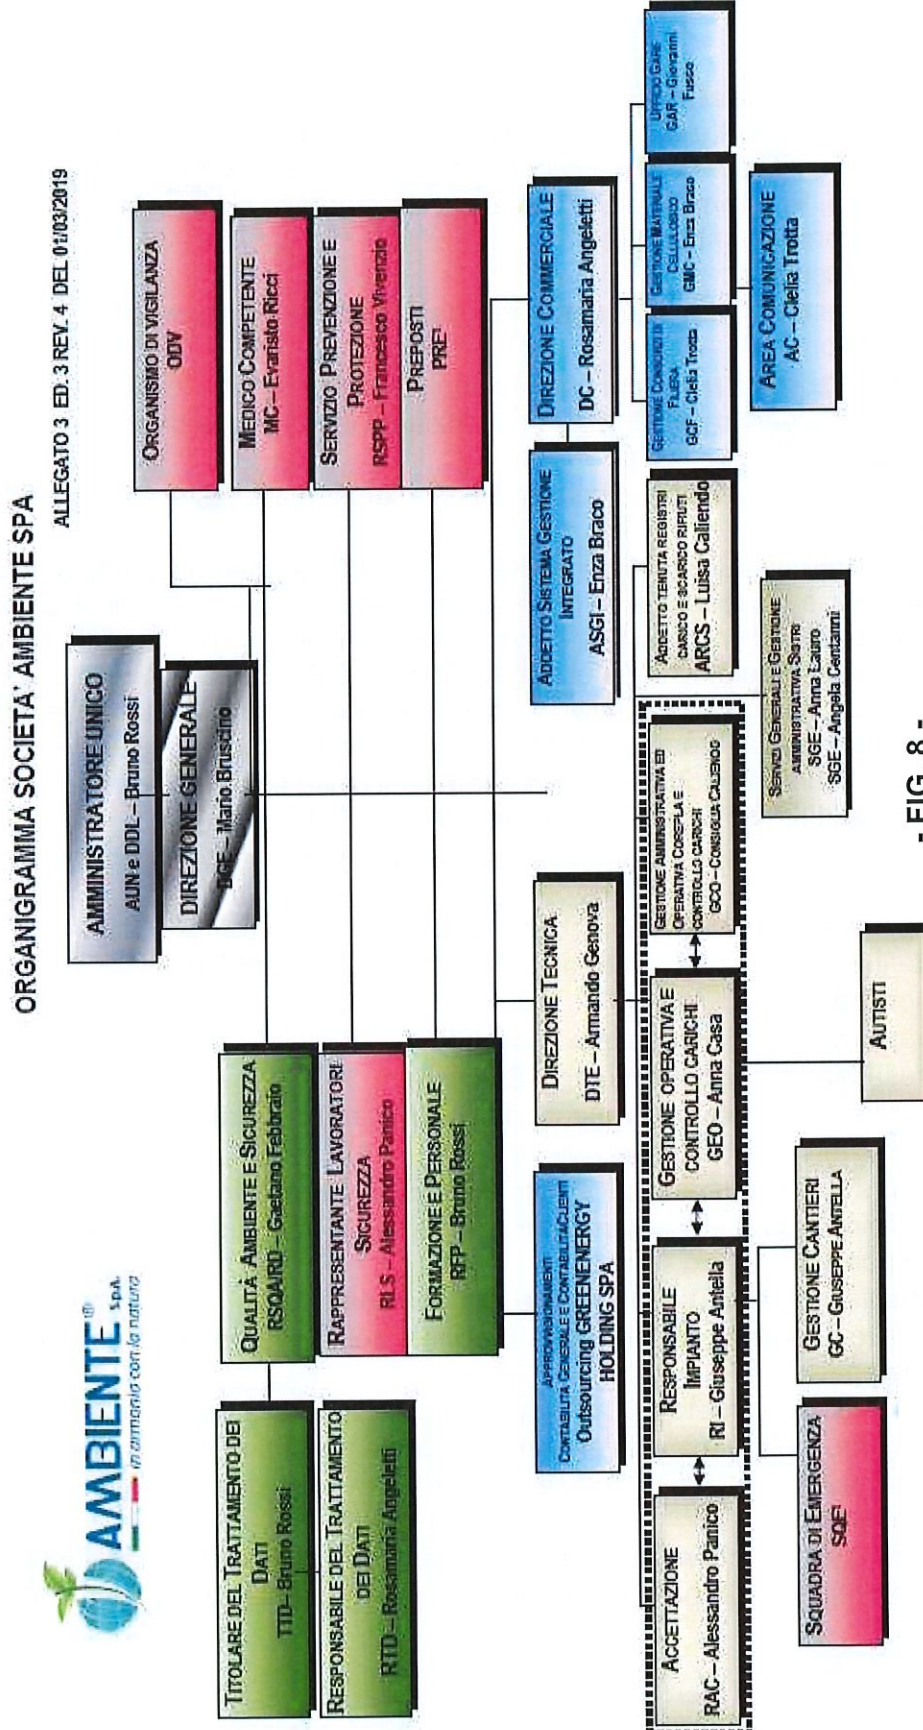 ORGANIGRAMMA SOCIETA' AMBIENTE SPA
ALLEGATO 3 ED. 3 REV. 4 DEL 01/03/2019
AMBIENTE® S.p.A.
in armonia con la natura
AMMINISTRATORE UNICO
AUN e DDL – Bruno Rossi
DIREZIONE GENERALE
DGE – Mario Bruscino
ORGANISMO DI VIGILANZA
ODV
MEDICO COMPETENTE
MC – Evaristo Ricci
SERVIZIO PREVENZIONE E
PROTEZIONE
RSPP – Francesco Vivenzio
PREPOSTI
PRE¹
TITOLARE DEL TRATTAMENTO DEI
DATI
TTD – Bruno Rossi
RESPONSABILE DEL TRATTAMENTO
DEI DATI
RTD – Rosamaria Angeletti
QUALITÀ AMBIENTE E SICUREZZA
RSQA/RD – Gaetano Febbraio
RAPPRESENTANTE LAVORATORI
SICUREZZA
RLS – Alessandro Panico
FORMAZIONE E PERSONALE
RFP – Bruno Rossi
APPROVVIGIONAMENTI
CONTABILITÀ GENERALE E CONTABILITÀ CLIENTI
Outsourcing GREENENERGY
HOLDING SPA
DIREZIONE TECNICA
DTE – Armando Genova
ADDETTO SISTEMA GESTIONE
INTEGRATO
ASGI – Enza Braco
DIREZIONE COMMERCIALE
DC – Rosamaria Angeletti
ACCETTAZIONE
RAC – Alessandro Panico
RESPONSABILE
IMPIANTO
RI – Giuseppe Antella
GESTIONE OPERATIVA E
CONTROLLO CARICHI
GEO – Anna Casa
GESTIONE AMMINISTRATIVA ED
OPERATIVA COREPLA E
CONTROLLO CARICHI
GCO – CONSIGLIA CALIENDO
ADDETTO TENUTA REGISTRI
CARICO E SCARICO RIFIUTI
ARCS – Luisa Caliendo
GESTIONE CONSORZI DI
FILIERA
GCF – Clelia Trotta
GESTIONE MATERIALE
CELLULOSICO
GMC – Enza Braco
UFFICIO GARE
GAR – Giovanni
Fusco
SQUADRA DI EMERGENZA
SQE¹
GESTIONE CANTIERI
GC – GIUSEPPE ANTELLA
AUTISTI
SERVIZI GENERALI E GESTIONE
AMMINISTRATIVA SISTRI
SGE – Anna Lauro
SGE – Angela Centanni
AREA COMUNICAZIONE
AC – Clelia Trotta
- FIG. 8 -